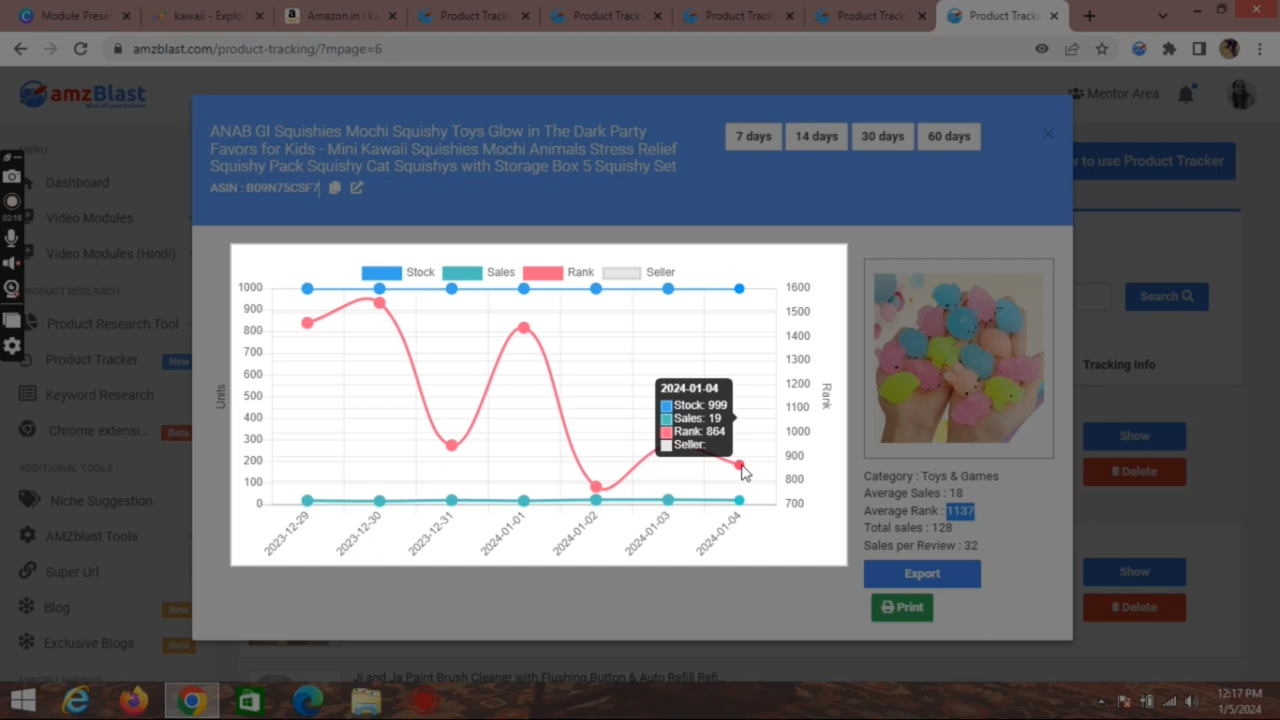 Module Prese
kawaii - Explo
Amazon.in : ka
Product Track
Product Track
Product Track
Product Track
Product Track
amzblast.com/product-tracking/?mpage=6
amzBlast
Mentor Area
ANAB GI Squishies Mochi Squishy Toys Glow in The Dark Party
Favors for Kids - Mini Kawaii Squishies Mochi Animals Stress Relief
Squishy Pack Squishy Cat Squishys with Storage Box 5 Squishy Set
ASIN : B09N75CSF7
7 days
14 days
30 days
60 days
w to use Product Tracker
MENU
Dashboard
Video Modules
Video Modules (Hindi)
PRODUCT RESEARCH
Product Research Tool
Product Tracker
New
Keyword Research
Chrome extensi...
Beta
ADDITIONAL TOOLS
Niche Suggestion
AMZblast Tools
Super Url
Blog
New
Exclusive Blogs
New
02:18
Stock
Sales
Rank
Seller
1000
900
800
700
600
500
400
300
200
100
0
Units
1600
1500
1400
1300
1200
1100
1000
900
800
700
Rank
2023-12-29
2023-12-30
2023-12-31
2024-01-01
2024-01-02
2024-01-03
2024-01-04
2024-01-04
Stock: 999
Sales: 19
Rank: 864
Seller:
Category : Toys & Games
Average Sales : 18
Average Rank : 1137
Total sales : 128
Sales per Review : 32
Export
Print
Search
Tracking Info
Show
Delete
Show
Delete
Ji and Ja Paint Brush Cleaner with Flushing Button & Auto Refill Refi...
12:17 PM
1/5/2024